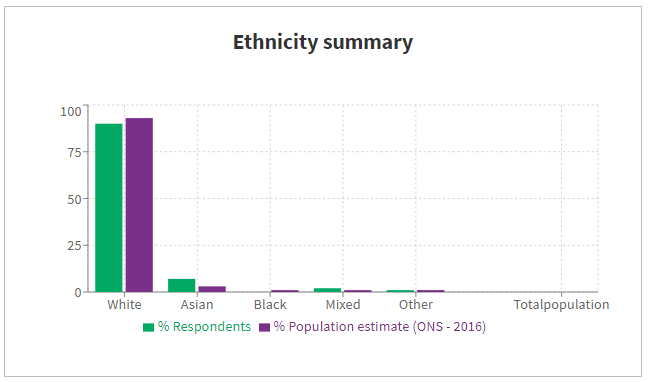 Ethnicity summary
100
75
50
25
0
White Asian Black Mixed Other Totalpopulation
% Respondents % Population estimate (ONS - 2016)